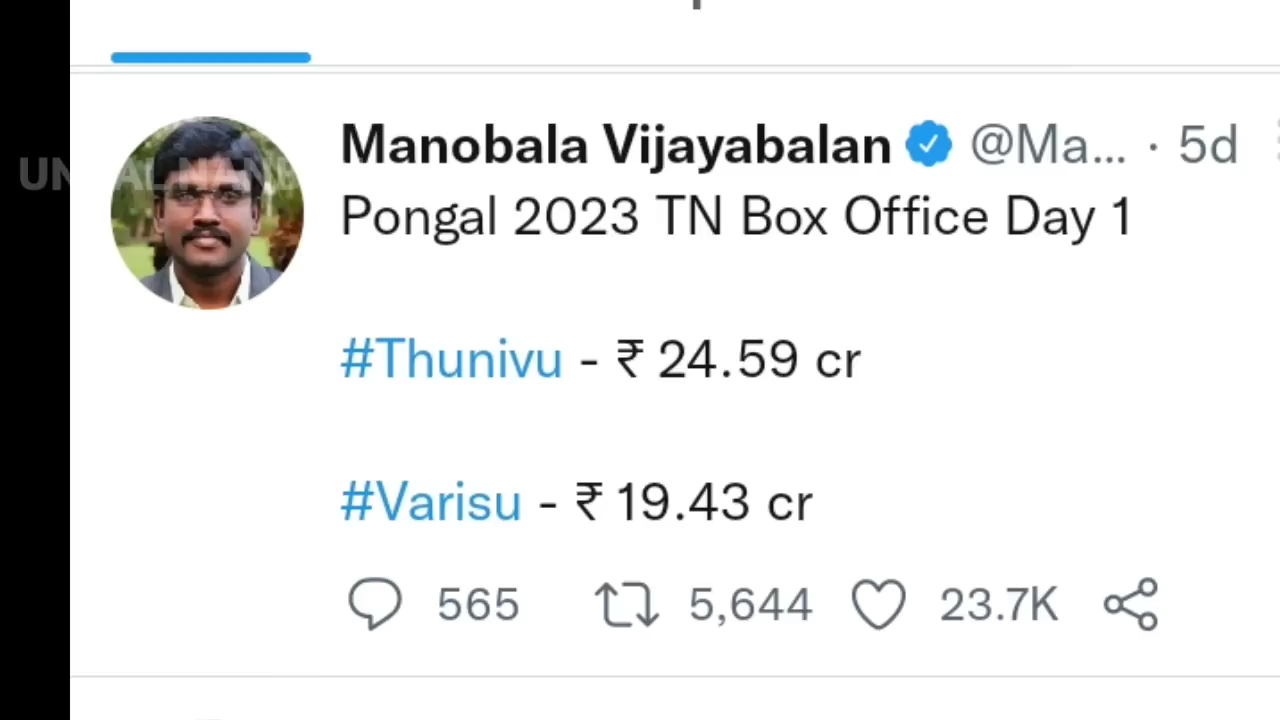 Manobala Vijayabalan @Ma... · 5d
Pongal 2023 TN Box Office Day 1
#Thunivu - ₹ 24.59 cr
#Varisu - ₹ 19.43 cr
565 5,644 23.7K